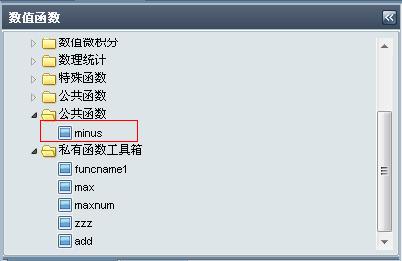 数值函数
数值微积分
数理统计
特殊函数
公共函数
公共函数
minus
私有函数工具箱
funcname1
max
maxnum
zzz
add